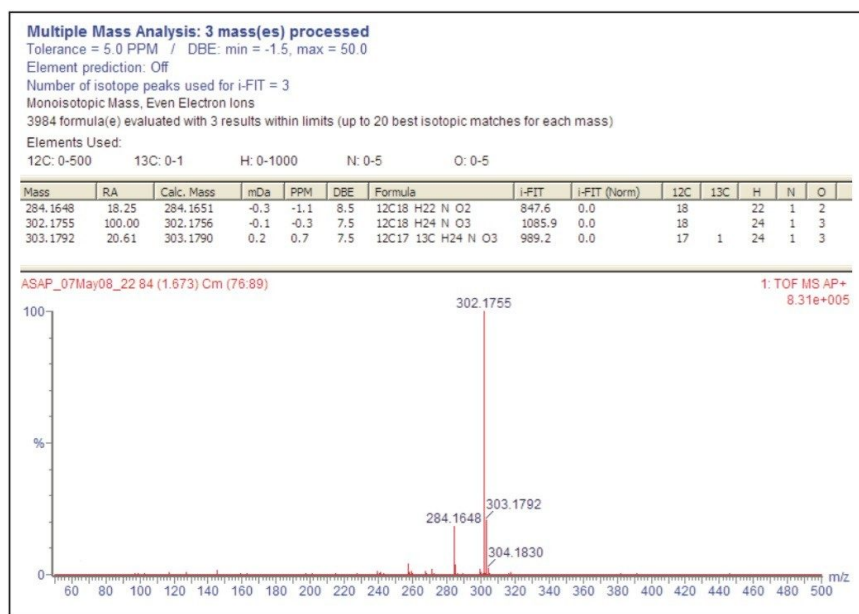 Multiple Mass Analysis: 3 mass(es) processed
Tolerance = 5.0 PPM / DBE: min = -1.5, max = 50.0
Element prediction: Off
Number of isotope peaks used for i-FIT = 3
Monoisotopic Mass, Even Electron Ions
3984 formula(e) evaluated with 3 results within limits (up to 20 best isotopic matches for each mass)
Elements Used:
12C: 0-500 13C: 0-1 H: 0-1000 N: 0-5 O: 0-5
Mass RA Calc. Mass mDa PPM DBE Formula i-FIT i-FIT (Norm) 12C 13C H N O
284.1648 18.25 284.1651 -0.3 -1.1 8.5 12C18 H22 N O2 847.6 0.0 18 22 1 2
302.1755 100.00 302.1756 -0.1 -0.3 7.5 12C18 H24 N O3 1085.9 0.0 18 24 1 3
303.1792 20.61 303.1790 0.2 0.7 7.5 12C17 13C H24 N O3 989.2 0.0 17 1 24 1 3
ASAP_07May08_22 84 (1.673) Cm (76:89) 1: TOF MS AP+
8.31e+005
302.1755
100
%
303.1792
284.1648
304.1830
0
m/z
60 80 100 120 140 160 180 200 220 240 260 280 300 320 340 360 380 400 420 440 460 480 500